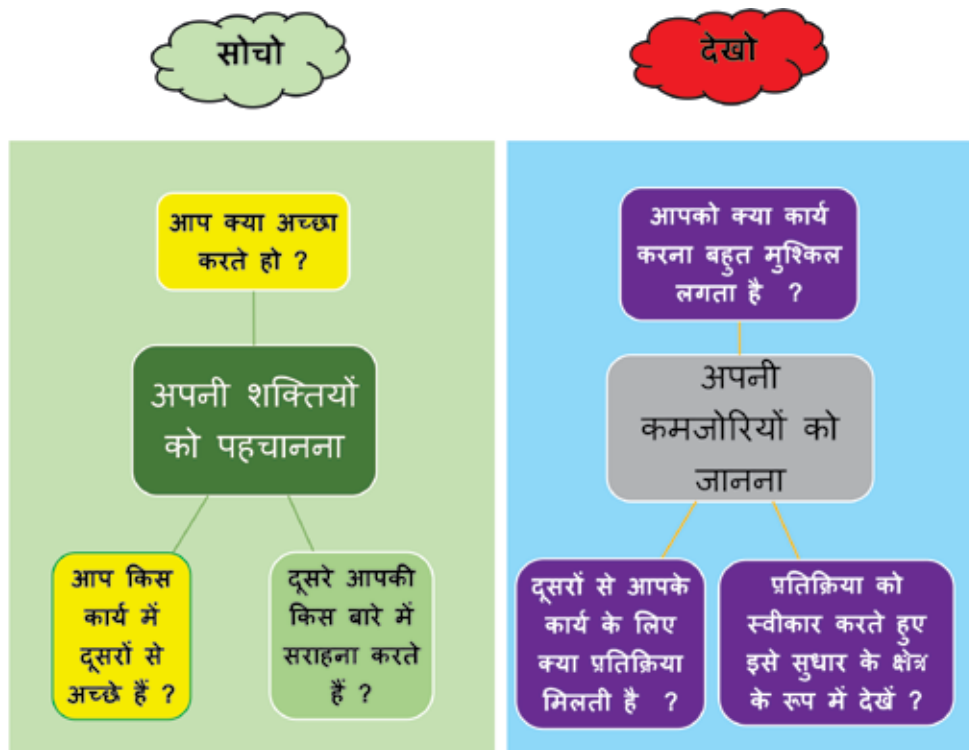 सोचो
आप क्या अच्छा
करते हो ?
अपनी शक्तियों
को पहचानना
आप किस
कार्य में
दूसरों से
अच्छे हैं ?
दूसरे आपकी
किस बारे में
सराहना करते
हैं ?
देखो
आपको क्या कार्य
करना बहुत मुश्किल
लगता है ?
अपनी
कमजोरियों को
जानना
दूसरों से आपके
कार्य के लिए
क्या प्रतिक्रिया
मिलती है ?
प्रतिक्रिया को
स्वीकार करते हुए
इसे सुधार के क्षेत्र
के रूप में देखें ?